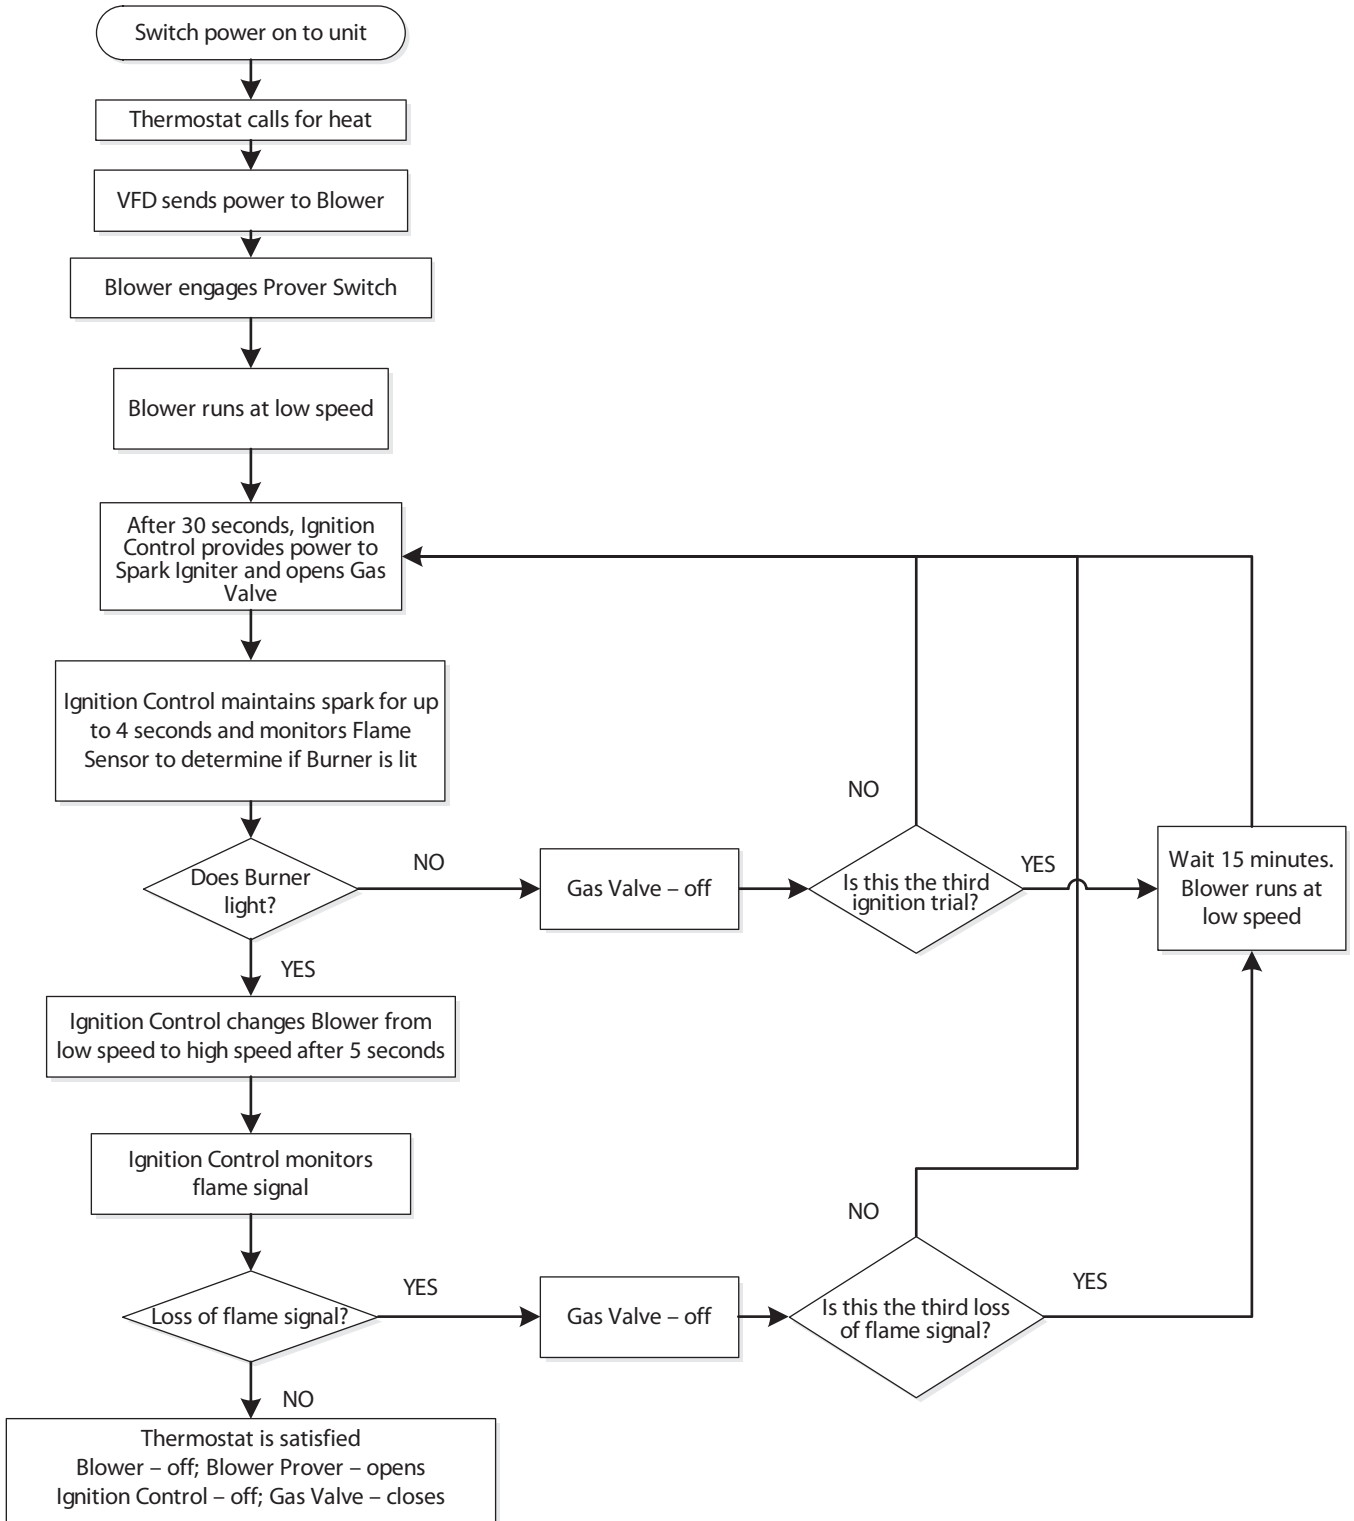 Switch power on to unit
Thermostat calls for heat
VFD sends power to Blower
Blower engages Prover Switch
Blower runs at low speed
After 30 seconds, Ignition
Control provides power to
Spark Igniter and opens Gas
Valve
Ignition Control maintains spark for up
to 4 seconds and monitors Flame
Sensor to determine if Burner is lit
Does Burner
light?
NO
Gas Valve – off
Is this the third
ignition trial?
NO
YES
Wait 15 minutes.
Blower runs at
low speed
YES
Ignition Control changes Blower from
low speed to high speed after 5 seconds
Ignition Control monitors
flame signal
Loss of flame signal?
YES
Gas Valve – off
Is this the third loss
of flame signal?
NO
YES
NO
Thermostat is satisfied
Blower – off; Blower Prover – opens
Ignition Control – off; Gas Valve – closes